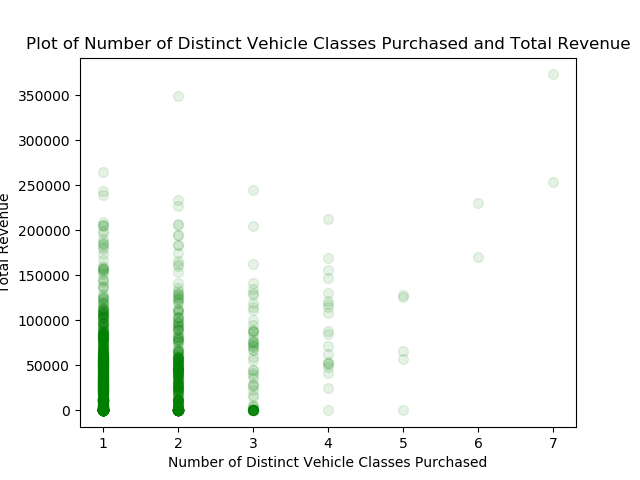 Plot of Number of Distinct Vehicle Classes Purchased and Total Revenue
350000
300000
250000
200000
150000
100000
50000
0
Total Revenue
1 2 3 4 5 6 7
Number of Distinct Vehicle Classes Purchased